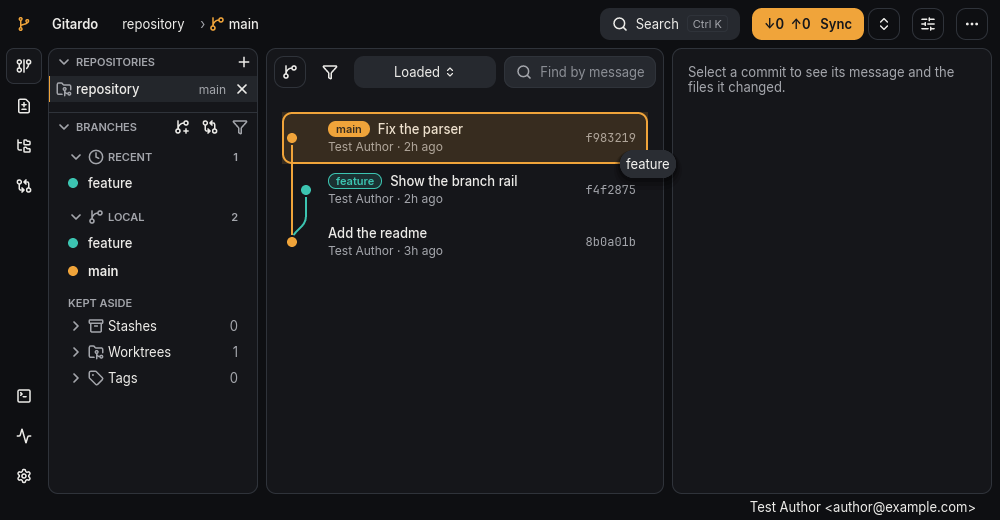 Gitardo
repository
main
Search Ctrl K
↓0 ↑0 Sync
REPOSITORIES
repository main
BRANCHES
RECENT 1
feature
LOCAL 2
feature
main
KEPT ASIDE
Stashes 0
Worktrees 1
Tags 0
Loaded
Find by message
main Fix the parser
Test Author · 2h ago
f983219
feature
feature Show the branch rail
Test Author · 2h ago
f4f2875
Add the readme
Test Author · 3h ago
8b0a01b
Select a commit to see its message and the
files it changed.
Test Author <author@example.com>